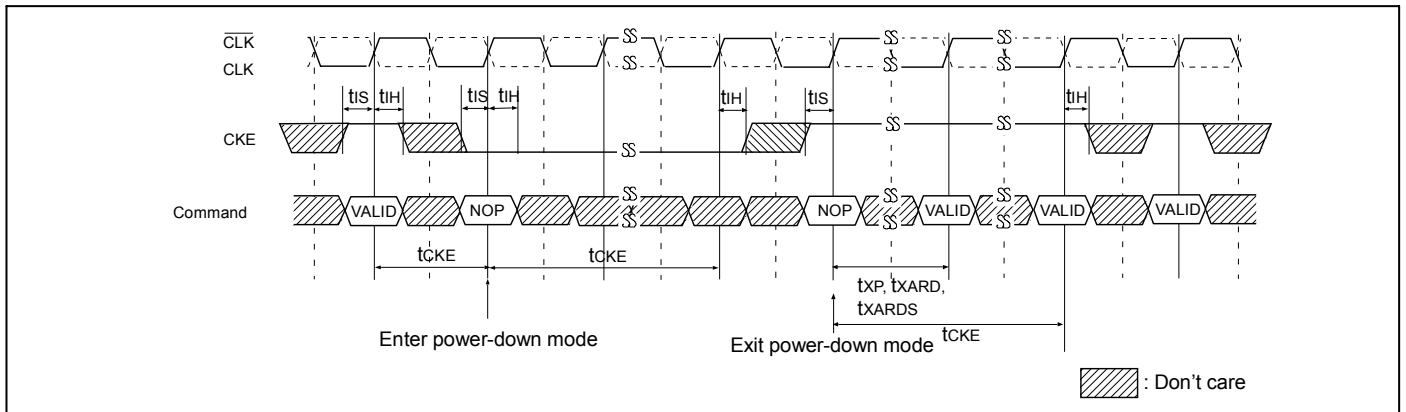 CLK
CLK
tIS tIH tIS tIH tIH tIS tIH
CKE
Command VALID NOP NOP VALID VALID VALID
tCKE tCKE
tXP, tXARD,
tXARDS
tCKE
Enter power-down mode
Exit power-down mode
: Don't care